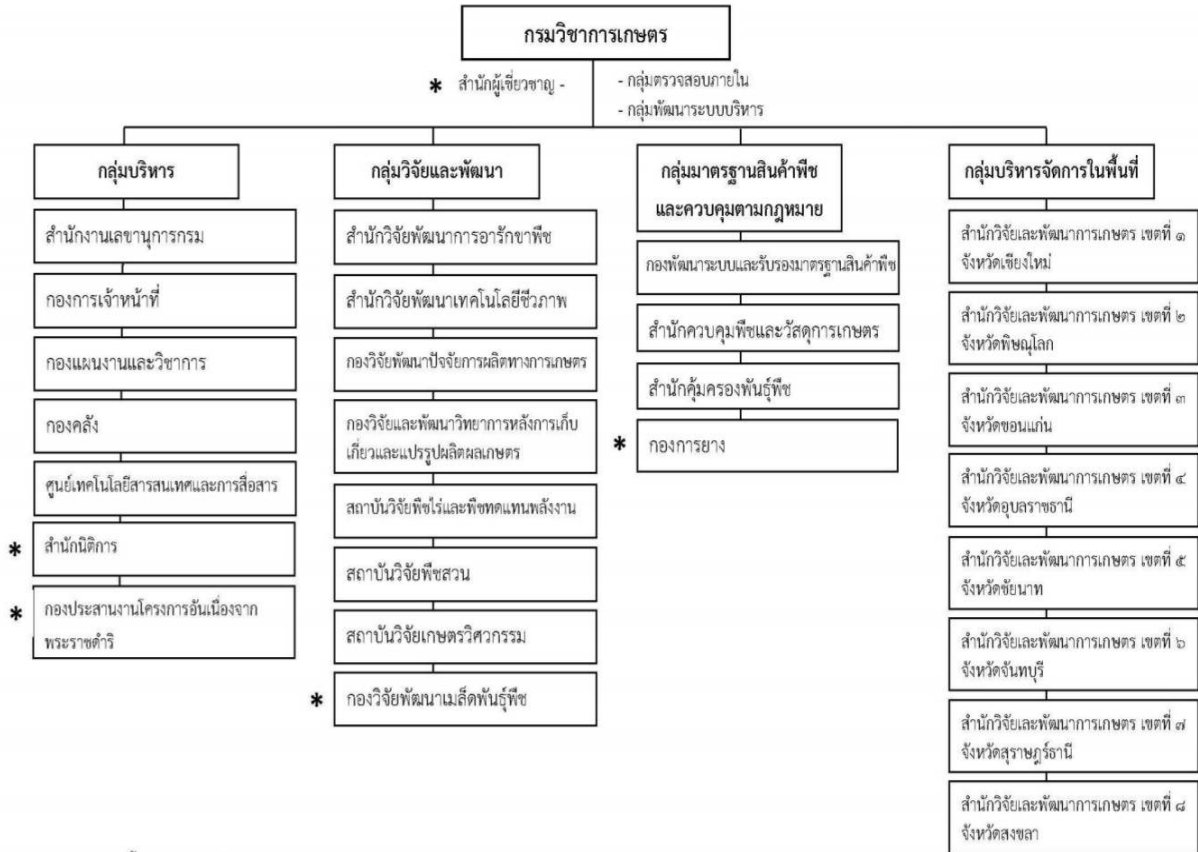 กรมวิชาการเกษตร
* สำนักผู้เชี่ยวชาญ -
- กลุ่มตรวจสอบภายใน
- กลุ่มพัฒนาระบบบริหาร
กลุ่มบริหาร
สำนักงานเลขานุการกรม
กองการเจ้าหน้าที่
กองแผนงานและวิชาการ
กองคลัง
ศูนย์เทคโนโลยีสารสนเทศและการสื่อสาร
* สำนักนิติการ
* กองประสานงานโครงการอันเนื่องจาก
พระราชดำริ
กลุ่มวิจัยและพัฒนา
สำนักวิจัยพัฒนาการอารักขาพืช
สำนักวิจัยพัฒนาเทคโนโลยีชีวภาพ
กองวิจัยพัฒนาปัจจัยการผลิตทางการเกษตร
กองวิจัยและพัฒนาวิทยาการหลังการเก็บ
เกี่ยวและแปรรูปผลิตผลเกษตร
สถาบันวิจัยพืชไร่และพืชทดแทนพลังงาน
สถาบันวิจัยพืชสวน
สถาบันวิจัยเกษตรวิศวกรรม
* กองวิจัยพัฒนาเมล็ดพันธุ์พืช
กลุ่มมาตรฐานสินค้าพืช
และควบคุมตามกฎหมาย
กองพัฒนาระบบและรับรองมาตรฐานสินค้าพืช
สำนักควบคุมพืชและวัสดุการเกษตร
สำนักคุ้มครองพันธุ์พืช
* กองการยาง
กลุ่มบริหารจัดการในพื้นที่
สำนักวิจัยและพัฒนาการเกษตร เขตที่ ๑
จังหวัดเชียงใหม่
สำนักวิจัยและพัฒนาการเกษตร เขตที่ ๒
จังหวัดพิษณุโลก
สำนักวิจัยและพัฒนาการเกษตร เขตที่ ๓
จังหวัดขอนแก่น
สำนักวิจัยและพัฒนาการเกษตร เขตที่ ๔
จังหวัดอุบลราชธานี
สำนักวิจัยและพัฒนาการเกษตร เขตที่ ๕
จังหวัดชัยนาท
สำนักวิจัยและพัฒนาการเกษตร เขตที่ ๖
จังหวัดจันทบุรี
สำนักวิจัยและพัฒนาการเกษตร เขตที่ ๗
จังหวัดสุราษฎร์ธานี
สำนักวิจัยและพัฒนาการเกษตร เขตที่ ๘
จังหวัดสงขลา